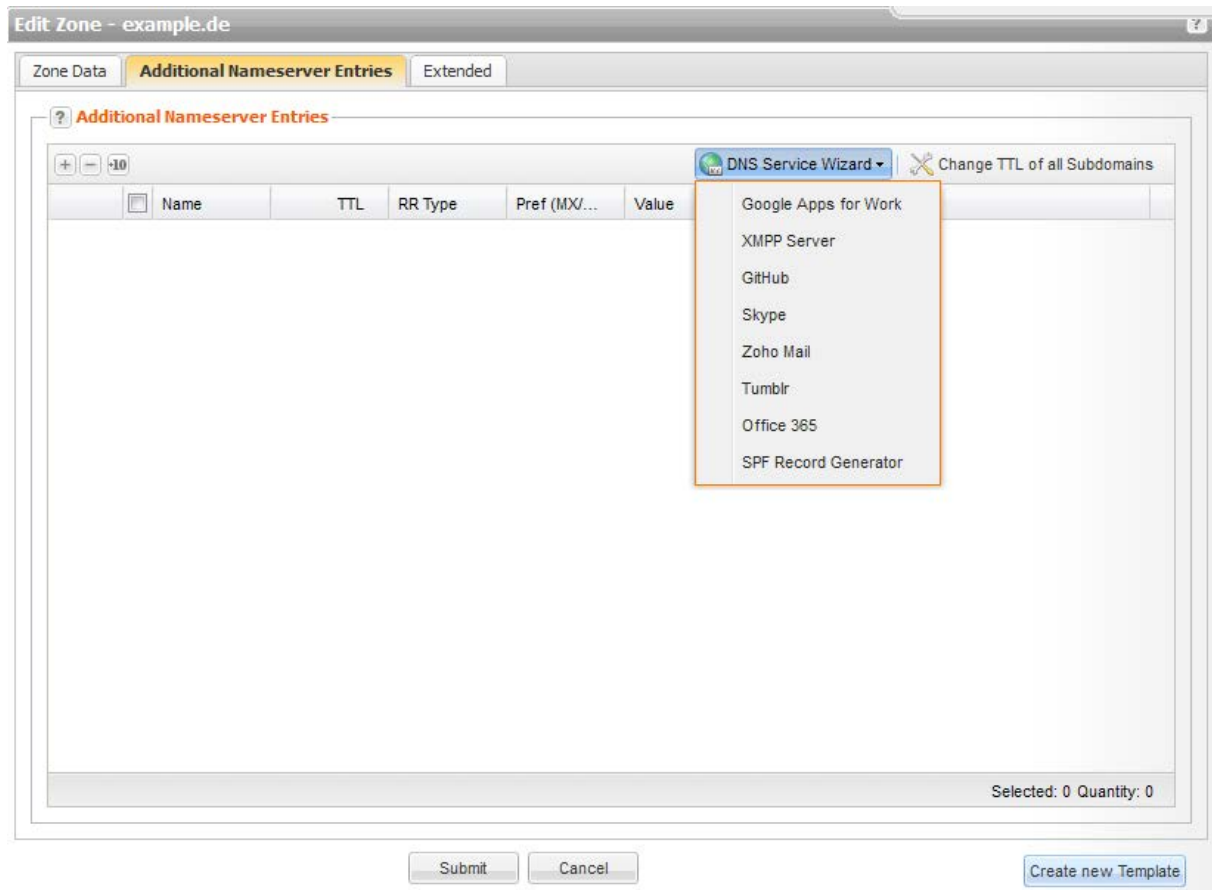 Edit Zone - example.de
?
Zone Data Additional Nameserver Entries Extended
? Additional Nameserver Entries
+ - +10 DNS Service Wizard Change TTL of all Subdomains
Name TTL RR Type Pref (MX/... Value
Google Apps for Work
XMPP Server
GitHub
Skype
Zoho Mail
Tumblr
Office 365
SPF Record Generator
Selected: 0 Quantity: 0
Submit Cancel Create new Template